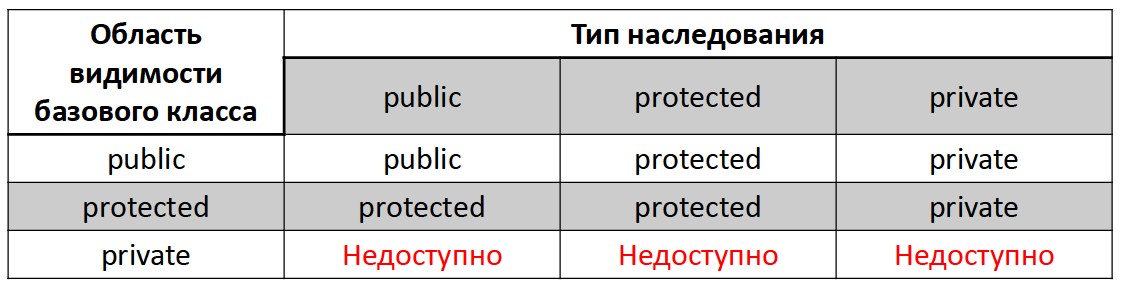 Область
видимости
базового класса
Тип наследования
public protected private
public public protected private
protected protected protected private
private Недоступно Недоступно Недоступно